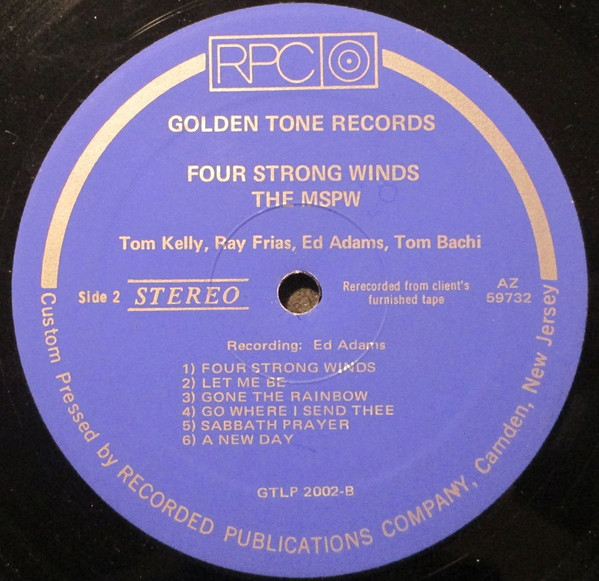 RPC
GOLDEN TONE RECORDS
FOUR STRONG WINDS
THE MSPW
Tom Kelly, Ray Frias, Ed Adams, Tom Bachi
Side 2 STEREO
Rerecorded from client's
furnished tape
AZ
59732
Recording: Ed Adams
1) FOUR STRONG WINDS
2) LET ME BE
3) GONE THE RAINBOW
4) GO WHERE I SEND THEE
5) SABBATH PRAYER
6) A NEW DAY
GTLP 2002-B
Custom Pressed by RECORDED PUBLICATIONS COMPANY, Camden, New Jersey